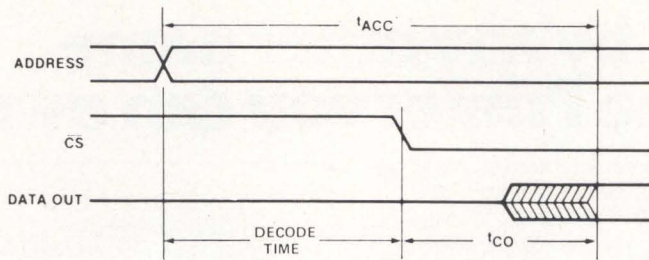 tACC
ADDRESS
CS
DATA OUT
DECODE
TIME
tCO